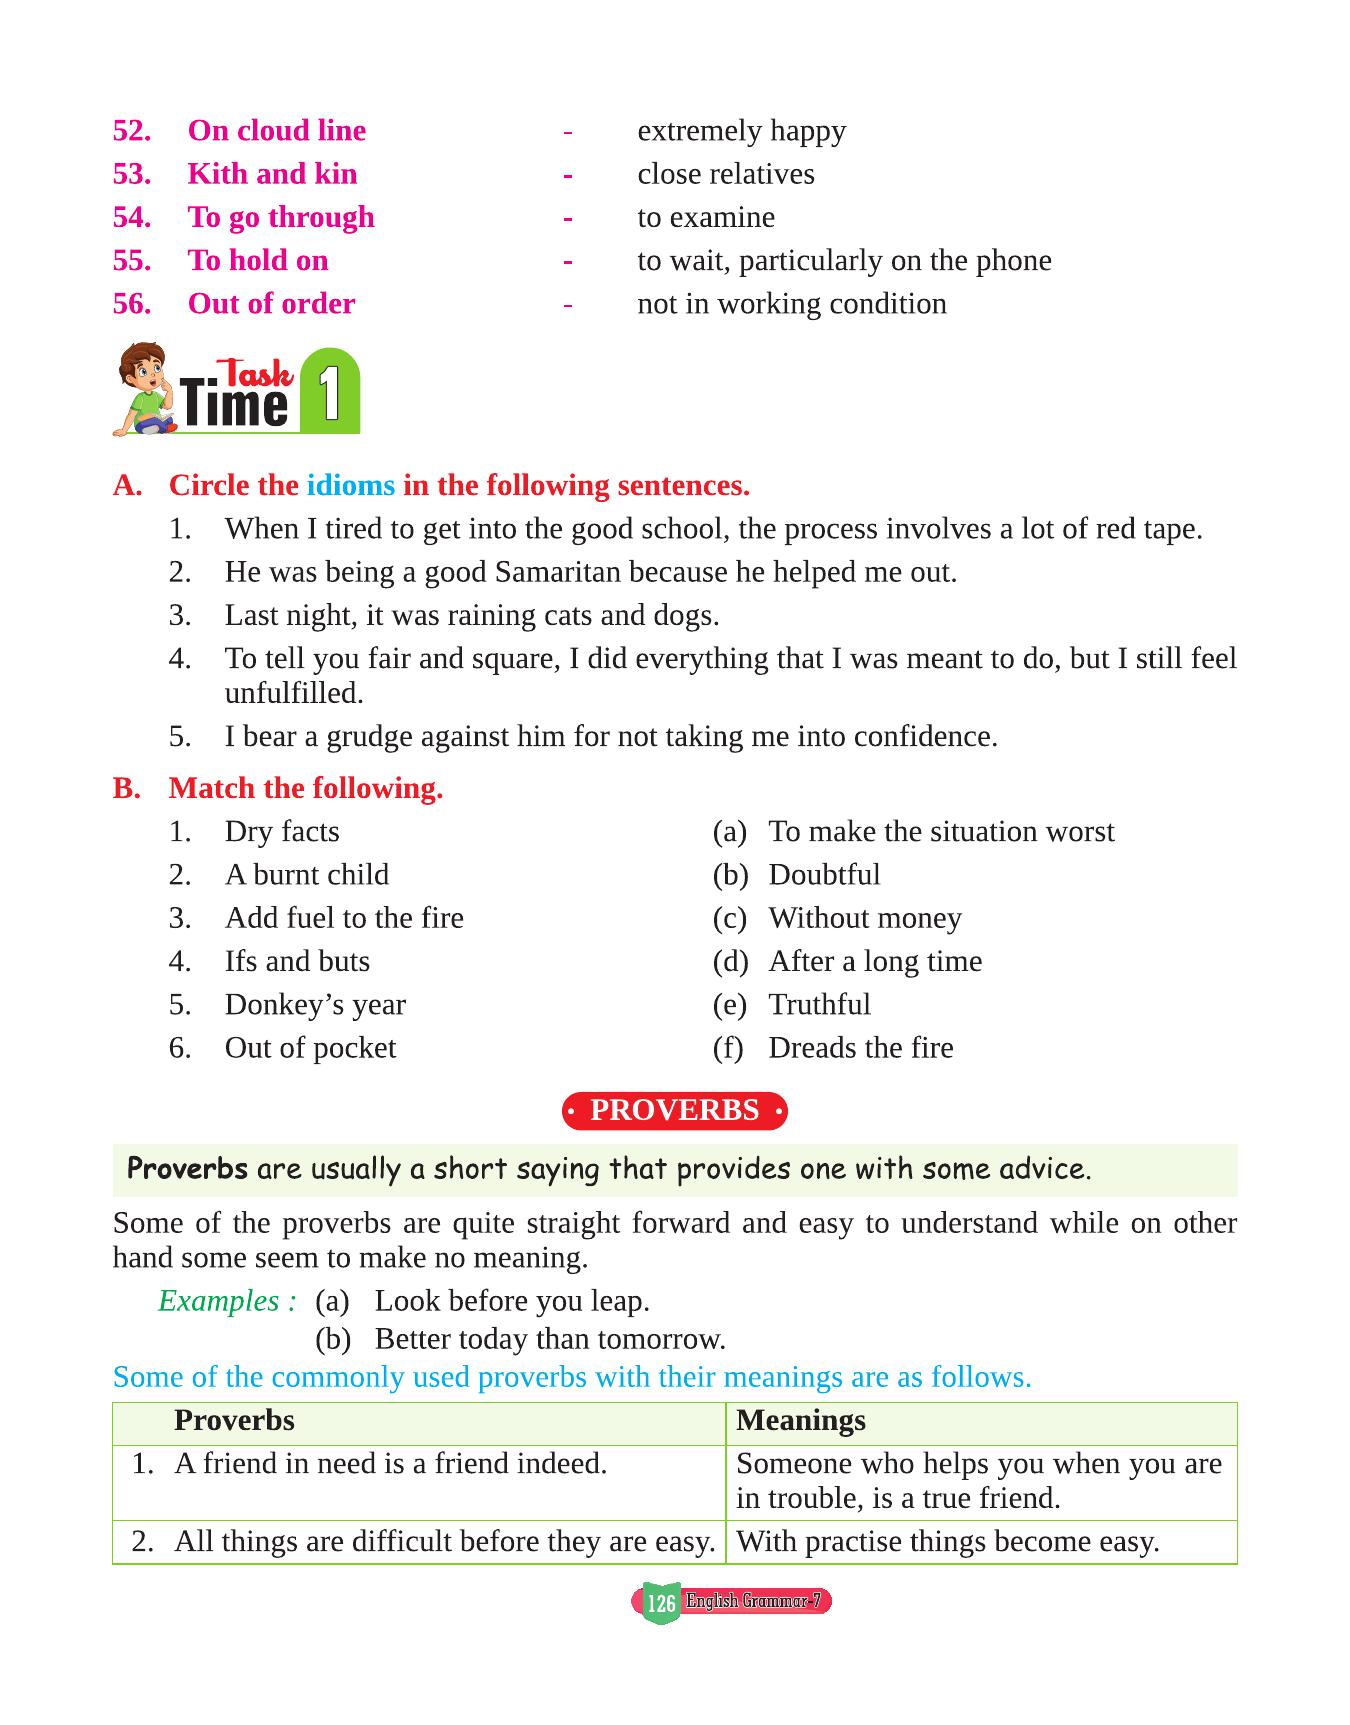 52. On cloud line - extremely happy
53. Kith and kin - close relatives
54. To go through - to examine
55. To hold on - to wait, particularly on the phone
56. Out of order - not in working condition
Task
Time 1
A. Circle the idioms in the following sentences.
1. When I tired to get into the good school, the process involves a lot of red tape.
2. He was being a good Samaritan because he helped me out.
3. Last night, it was raining cats and dogs.
4. To tell you fair and square, I did everything that I was meant to do, but I still feel
unfulfilled.
5. I bear a grudge against him for not taking me into confidence.
B. Match the following.
1. Dry facts (a) To make the situation worst
2. A burnt child (b) Doubtful
3. Add fuel to the fire (c) Without money
4. Ifs and buts (d) After a long time
5. Donkey’s year (e) Truthful
6. Out of pocket (f) Dreads the fire
• PROVERBS •
Proverbs are usually a short saying that provides one with some advice.
Some of the proverbs are quite straight forward and easy to understand while on other
hand some seem to make no meaning.
Examples : (a) Look before you leap.
(b) Better today than tomorrow.
Some of the commonly used proverbs with their meanings are as follows.
Proverbs Meanings
1. A friend in need is a friend indeed. Someone who helps you when you are
in trouble, is a true friend.
2. All things are difficult before they are easy. With practise things become easy.
126 English Grammar-7